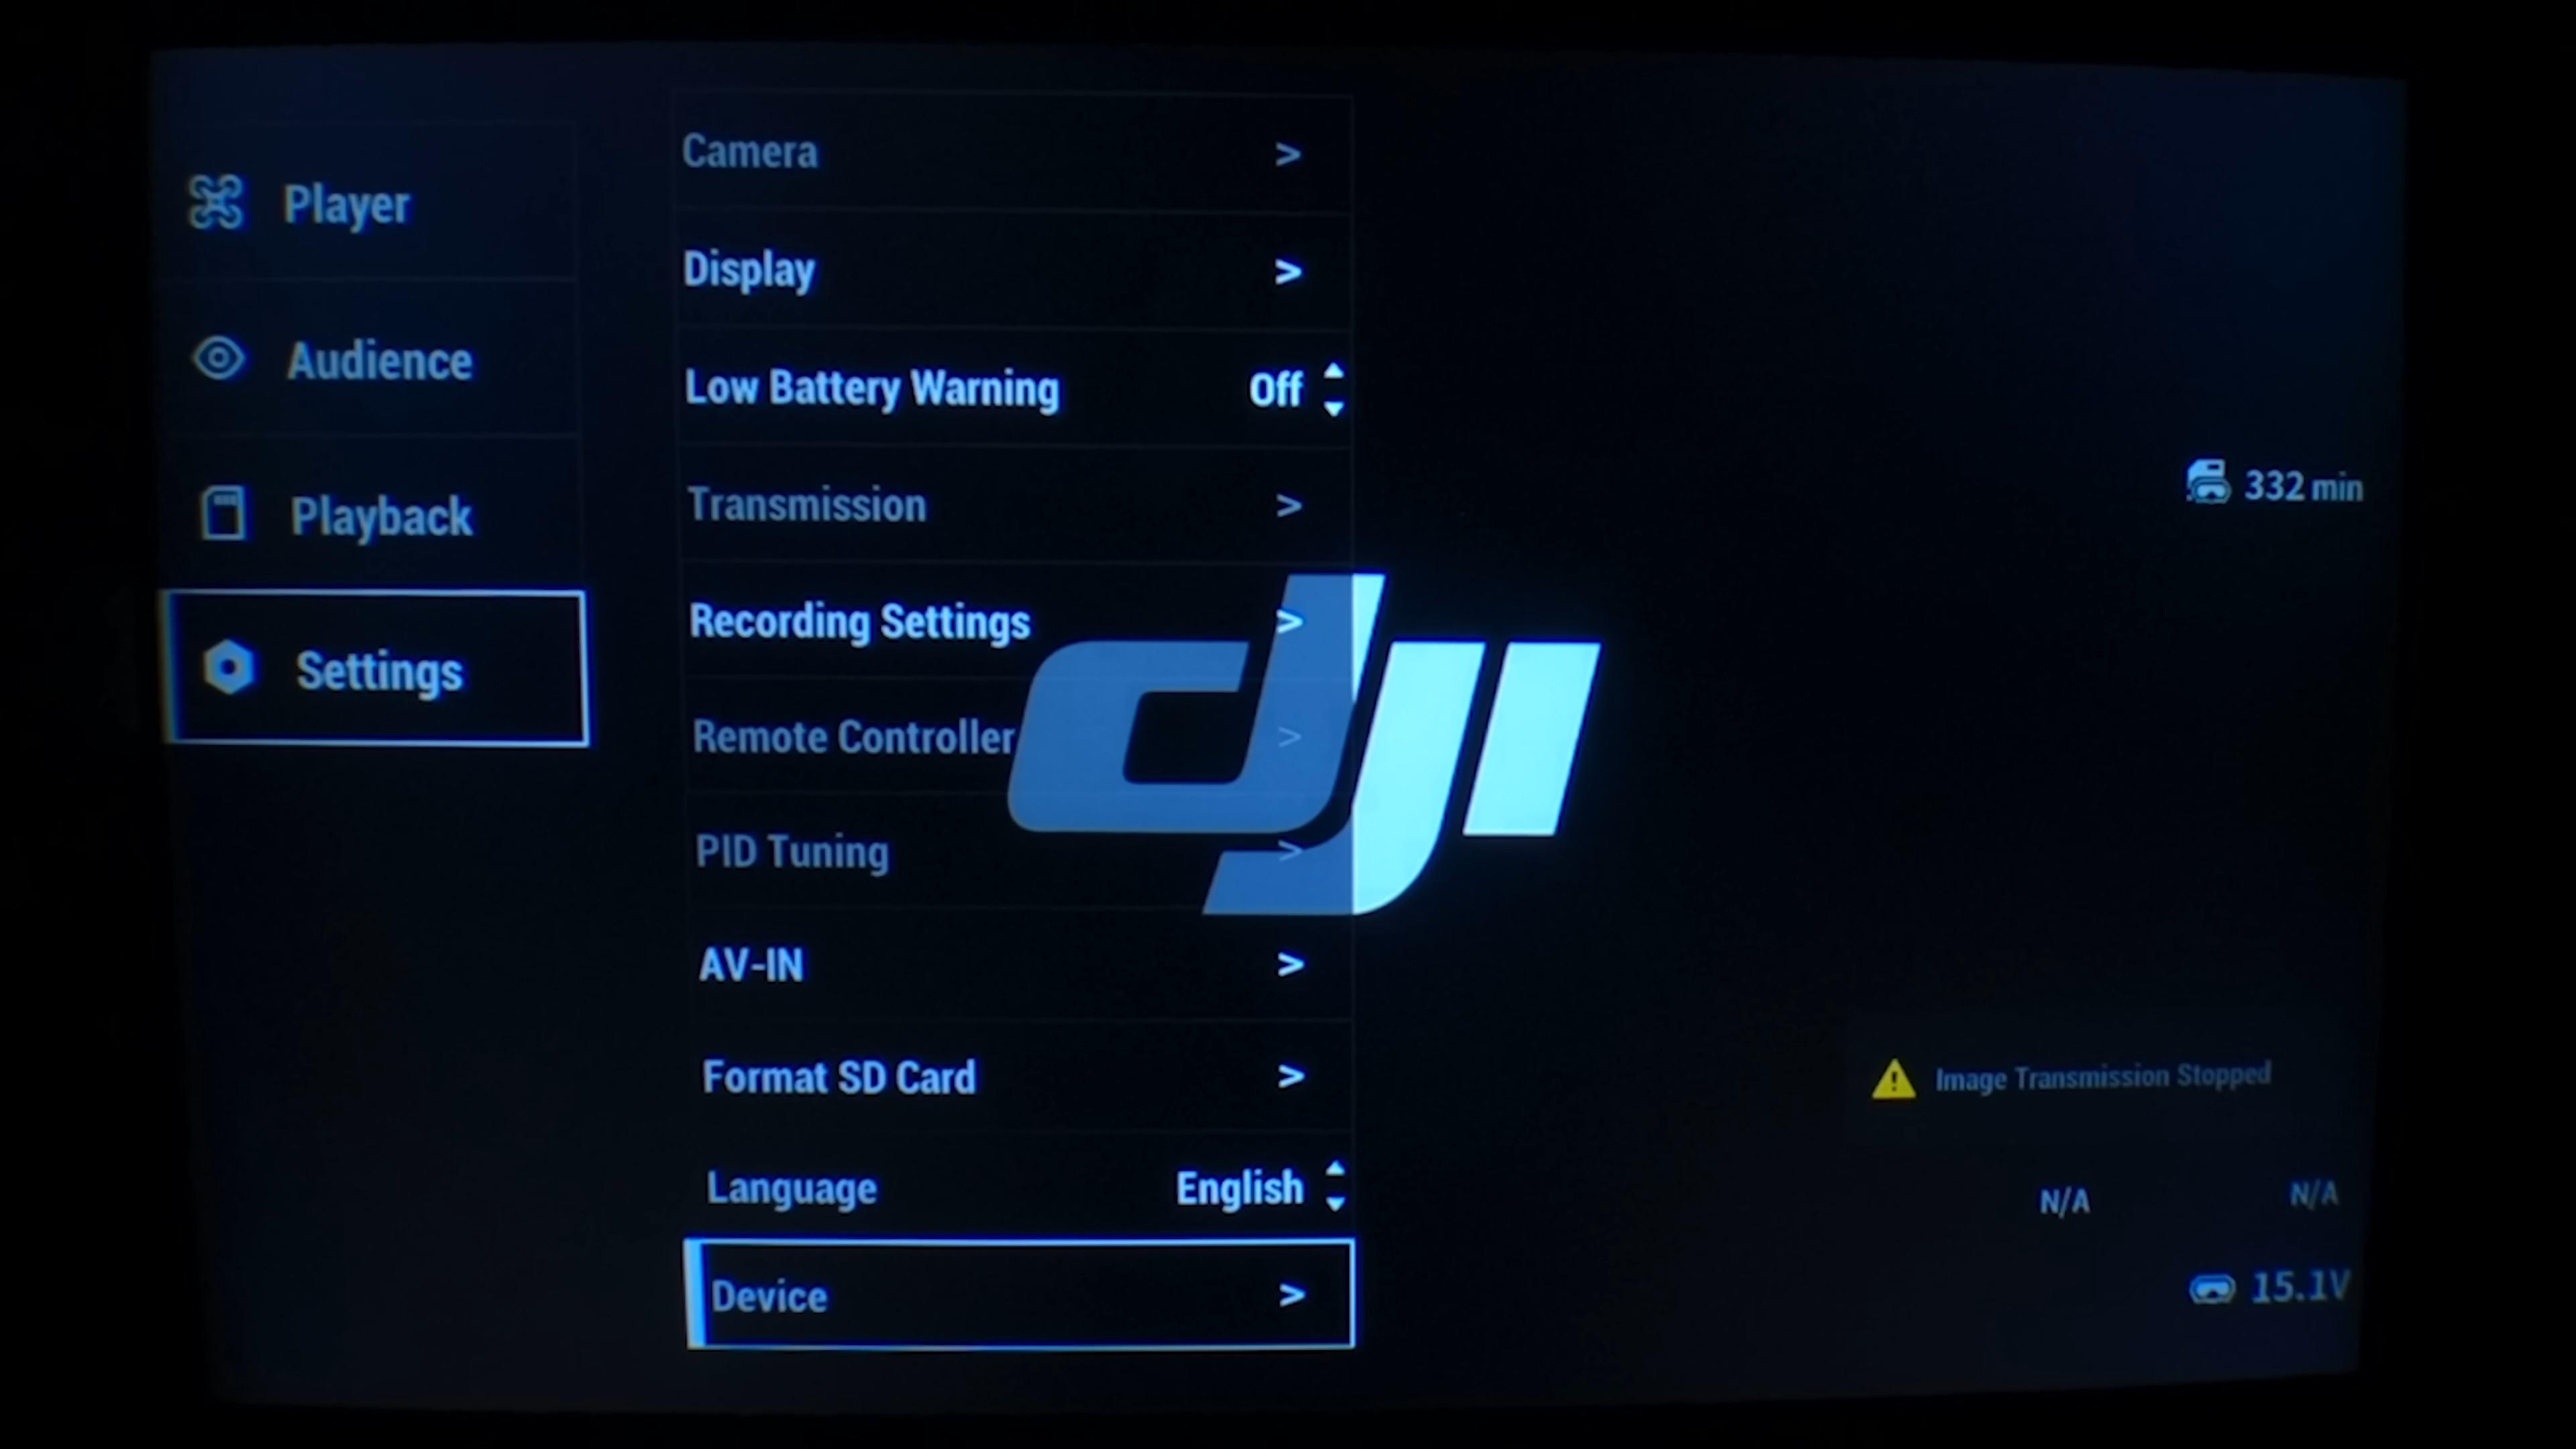 Player
Audience
Playback
Settings
Camera >
Display >
Low Battery Warning Off
Transmission >
Recording Settings >
Remote Controller >
PID Tuning >
AV-IN >
Format SD Card >
Language English
Device >
dji
332 min
Image Transmission Stopped
N/A N/A
15.1V